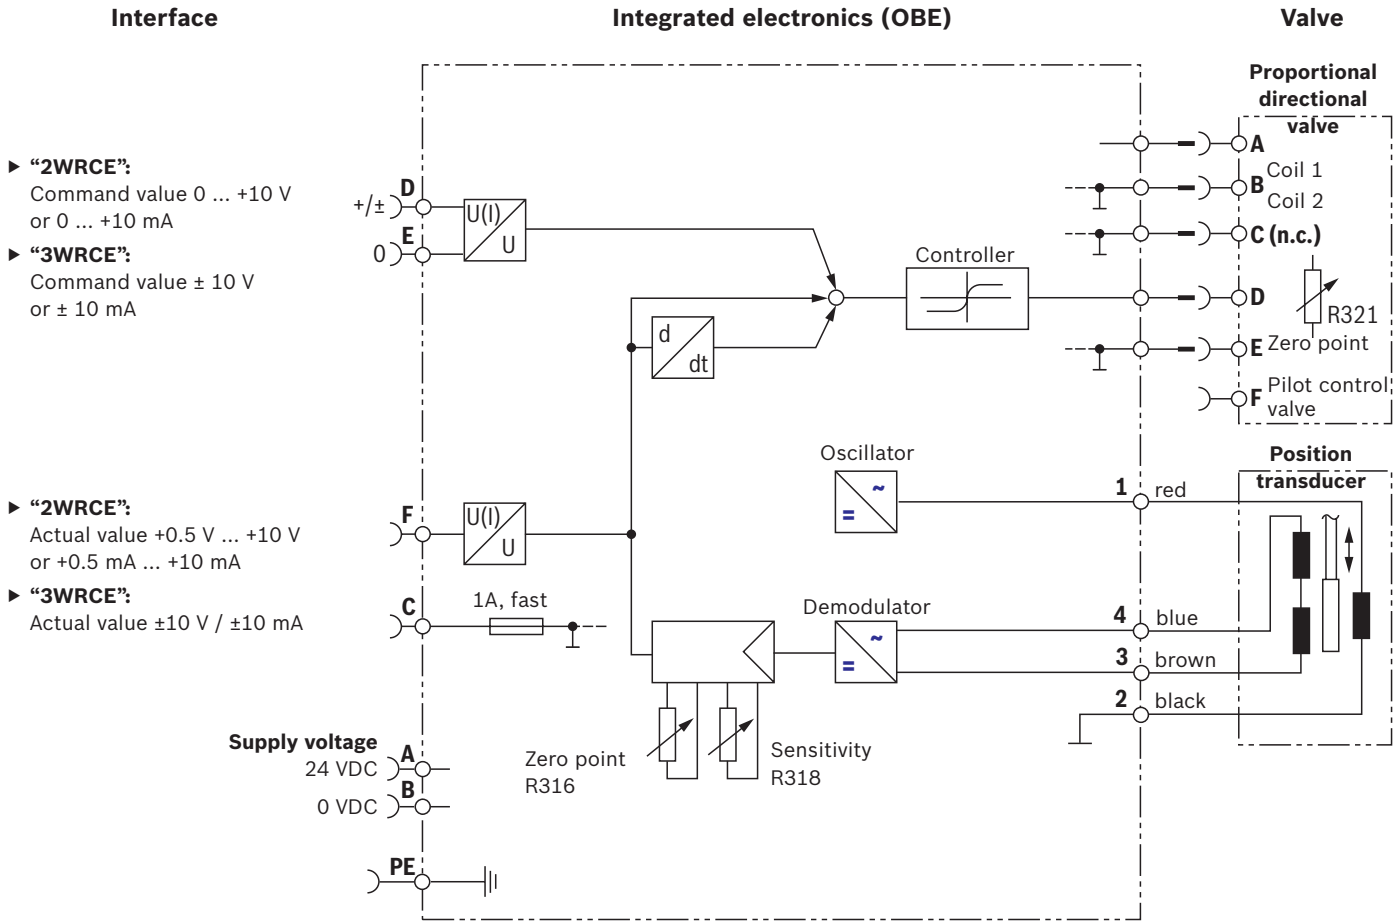 Interface
Integrated electronics (OBE)
Valve
Proportional
directional
valve
► “2WRCE”:
Command value 0 ... +10 V
or 0 ... +10 mA
► “3WRCE”:
Command value ± 10 V
or ± 10 mA
D
+/±
E
0
U(I)
U
Controller
d
dt
A
Coil 1
B
Coil 2
C (n.c.)
D
R321
E Zero point
F Pilot control
valve
► “2WRCE”:
Actual value +0.5 V ... +10 V
or +0.5 mA ... +10 mA
► “3WRCE”:
Actual value ±10 V / ±10 mA
F
U(I)
U
C
1A, fast
Oscillator
~
=
Demodulator
~
=
Position
transducer
1 red
4 blue
3 brown
2 black
Zero point
R316
Sensitivity
R318
Supply voltage
24 VDC
A
0 VDC
B
PE